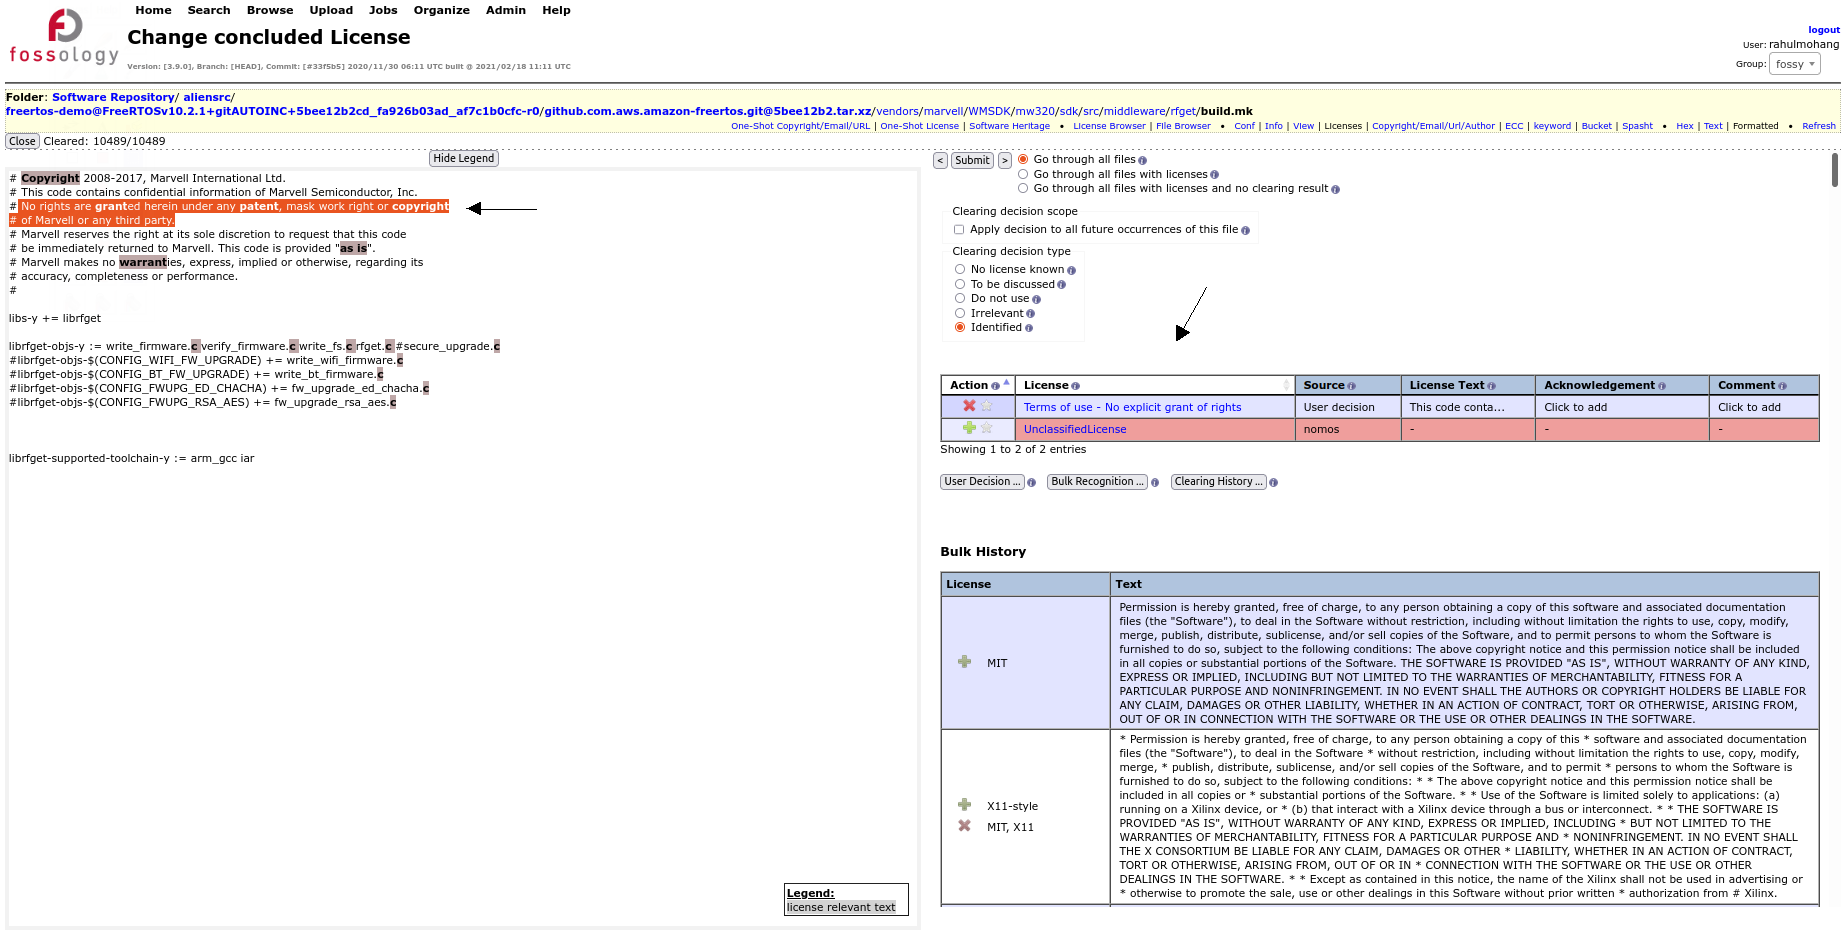 Home Search Browse Upload Jobs Organize Admin Help
fossology
Change concluded License
Version: [3.9.0], Branch: [HEAD], Commit: [#33f5b5] 2020/11/30 06:11 UTC built @ 2021/02/18 11:11 UTC
logout
User: rahulmohang
Group: fossy
Folder: Software Repository/ aliensrc/
freertos-demo@FreeRTOSv10.2.1+gitAUTOINC+5bee12b2cd_fa926b03ad_af7c1b0cfc-r0/github.com.aws.amazon-freertos.git@5bee12b2.tar.xz/vendors/marvell/WMSDK/mw320/sdk/src/middleware/rfget/build.mk
One-Shot Copyright/Email/URL | One-Shot License | Software Heritage • License Browser | File Browser • Conf | Info | View | Licenses | Copyright/Email/Url/Author | ECC | keyword | Bucket | Spasht • Hex | Text | Formatted • Refresh
Close Cleared: 10489/10489
Hide Legend
# Copyright 2008-2017, Marvell International Ltd.
# This code contains confidential information of Marvell Semiconductor, Inc.
# No rights are granted herein under any patent, mask work right or copyright
# of Marvell or any third party.
# Marvell reserves the right at its sole discretion to request that this code
# be immediately returned to Marvell. This code is provided "as is".
# Marvell makes no warranties, express, implied or otherwise, regarding its
# accuracy, completeness or performance.
#
libs-y += librfget
librfget-objs-y := write_firmware.c verify_firmware.c write_fs.c rfget.c #secure_upgrade.c
#librfget-objs-$(CONFIG_WIFI_FW_UPGRADE) += write_wifi_firmware.c
#librfget-objs-$(CONFIG_BT_FW_UPGRADE) += write_bt_firmware.c
#librfget-objs-$(CONFIG_FWUPG_ED_CHACHA) += fw_upgrade_ed_chacha.c
#librfget-objs-$(CONFIG_FWUPG_RSA_AES) += fw_upgrade_rsa_aes.c
librfget-supported-toolchain-y := arm_gcc iar
Legend:
license relevant text
< Submit > Go through all files
Go through all files with licenses
Go through all files with licenses and no clearing result
Clearing decision scope
Apply decision to all future occurrences of this file
Clearing decision type
No license known
To be discussed
Do not use
Irrelevant
Identified
Action License Source License Text Acknowledgement Comment
Terms of use - No explicit grant of rights User decision This code conta... Click to add Click to add
UnclassifiedLicense nomos - - -
Showing 1 to 2 of 2 entries
User Decision ... Bulk Recognition ... Clearing History ...
Bulk History
License Text
MIT
Permission is hereby granted, free of charge, to any person obtaining a copy of this software and associated documentation
files (the "Software"), to deal in the Software without restriction, including without limitation the rights to use, copy, modify,
merge, publish, distribute, sublicense, and/or sell copies of the Software, and to permit persons to whom the Software is
furnished to do so, subject to the following conditions: The above copyright notice and this permission notice shall be included
in all copies or substantial portions of the Software. THE SOFTWARE IS PROVIDED "AS IS", WITHOUT WARRANTY OF ANY KIND,
EXPRESS OR IMPLIED, INCLUDING BUT NOT LIMITED TO THE WARRANTIES OF MERCHANTABILITY, FITNESS FOR A
PARTICULAR PURPOSE AND NONINFRINGEMENT. IN NO EVENT SHALL THE AUTHORS OR COPYRIGHT HOLDERS BE LIABLE FOR
ANY CLAIM, DAMAGES OR OTHER LIABILITY, WHETHER IN AN ACTION OF CONTRACT, TORT OR OTHERWISE, ARISING FROM,
OUT OF OR IN CONNECTION WITH THE SOFTWARE OR THE USE OR OTHER DEALINGS IN THE SOFTWARE.
X11-style
MIT, X11
* Permission is hereby granted, free of charge, to any person obtaining a copy of this * software and associated documentation
files (the "Software"), to deal in the Software * without restriction, including without limitation the rights to use, copy, modify,
merge, * publish, distribute, sublicense, and/or sell copies of the Software, and to permit * persons to whom the Software is
furnished to do so, subject to the following conditions: * * The above copyright notice and this permission notice shall be
included in all copies or * substantial portions of the Software. * * Use of the Software is limited solely to applications: (a)
running on a Xilinx device, or * (b) that interact with a Xilinx device through a bus or interconnect. * * THE SOFTWARE IS
PROVIDED "AS IS", WITHOUT WARRANTY OF ANY KIND, EXPRESS OR IMPLIED, INCLUDING * BUT NOT LIMITED TO THE
WARRANTIES OF MERCHANTABILITY, FITNESS FOR A PARTICULAR PURPOSE AND * NONINFRINGEMENT. IN NO EVENT SHALL
THE X CONSORTIUM BE LIABLE FOR ANY CLAIM, DAMAGES OR OTHER * LIABILITY, WHETHER IN AN ACTION OF CONTRACT,
TORT OR OTHERWISE, ARISING FROM, OUT OF OR IN * CONNECTION WITH THE SOFTWARE OR THE USE OR OTHER
DEALINGS IN THE SOFTWARE. * * Except as contained in this notice, the name of the Xilinx shall not be used in advertising or
* otherwise to promote the sale, use or other dealings in this Software without prior written * authorization from # Xilinx.